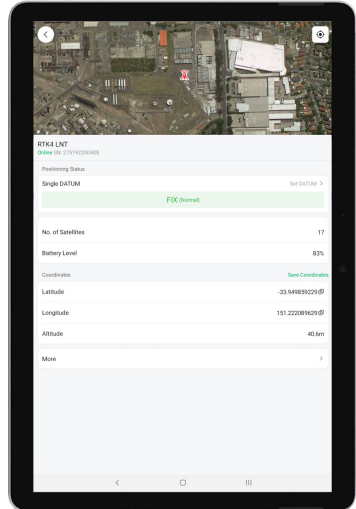 RTK4 LNT
Online SN: 275192200408
Positioning Status
Single DATUM Set DATUM >
FIX (Normal)
No. of Satellites 17
Battery Level 83%
Coordinates Save Coordinates
Latitude -33.949859229
Longitude 151.222089629
Altitude 40.6m
More >